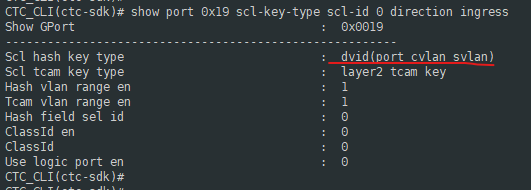 CTC_CLI(ctc-sdk)# show port 0x19 scl-key-type scl-id 0 direction ingress
Show GPort : 0x0019
--------------------------------------------------------------
Scl hash key type : dvid(port cvlan svlan)
Scl tcam key type : layer2 tcam key
Hash vlan range en : 1
Tcam vlan range en : 1
Hash field sel id : 0
ClassId en : 0
ClassId : 0
Use logic port en : 0
CTC_CLI(ctc-sdk)#
CTC_CLI(ctc-sdk)#